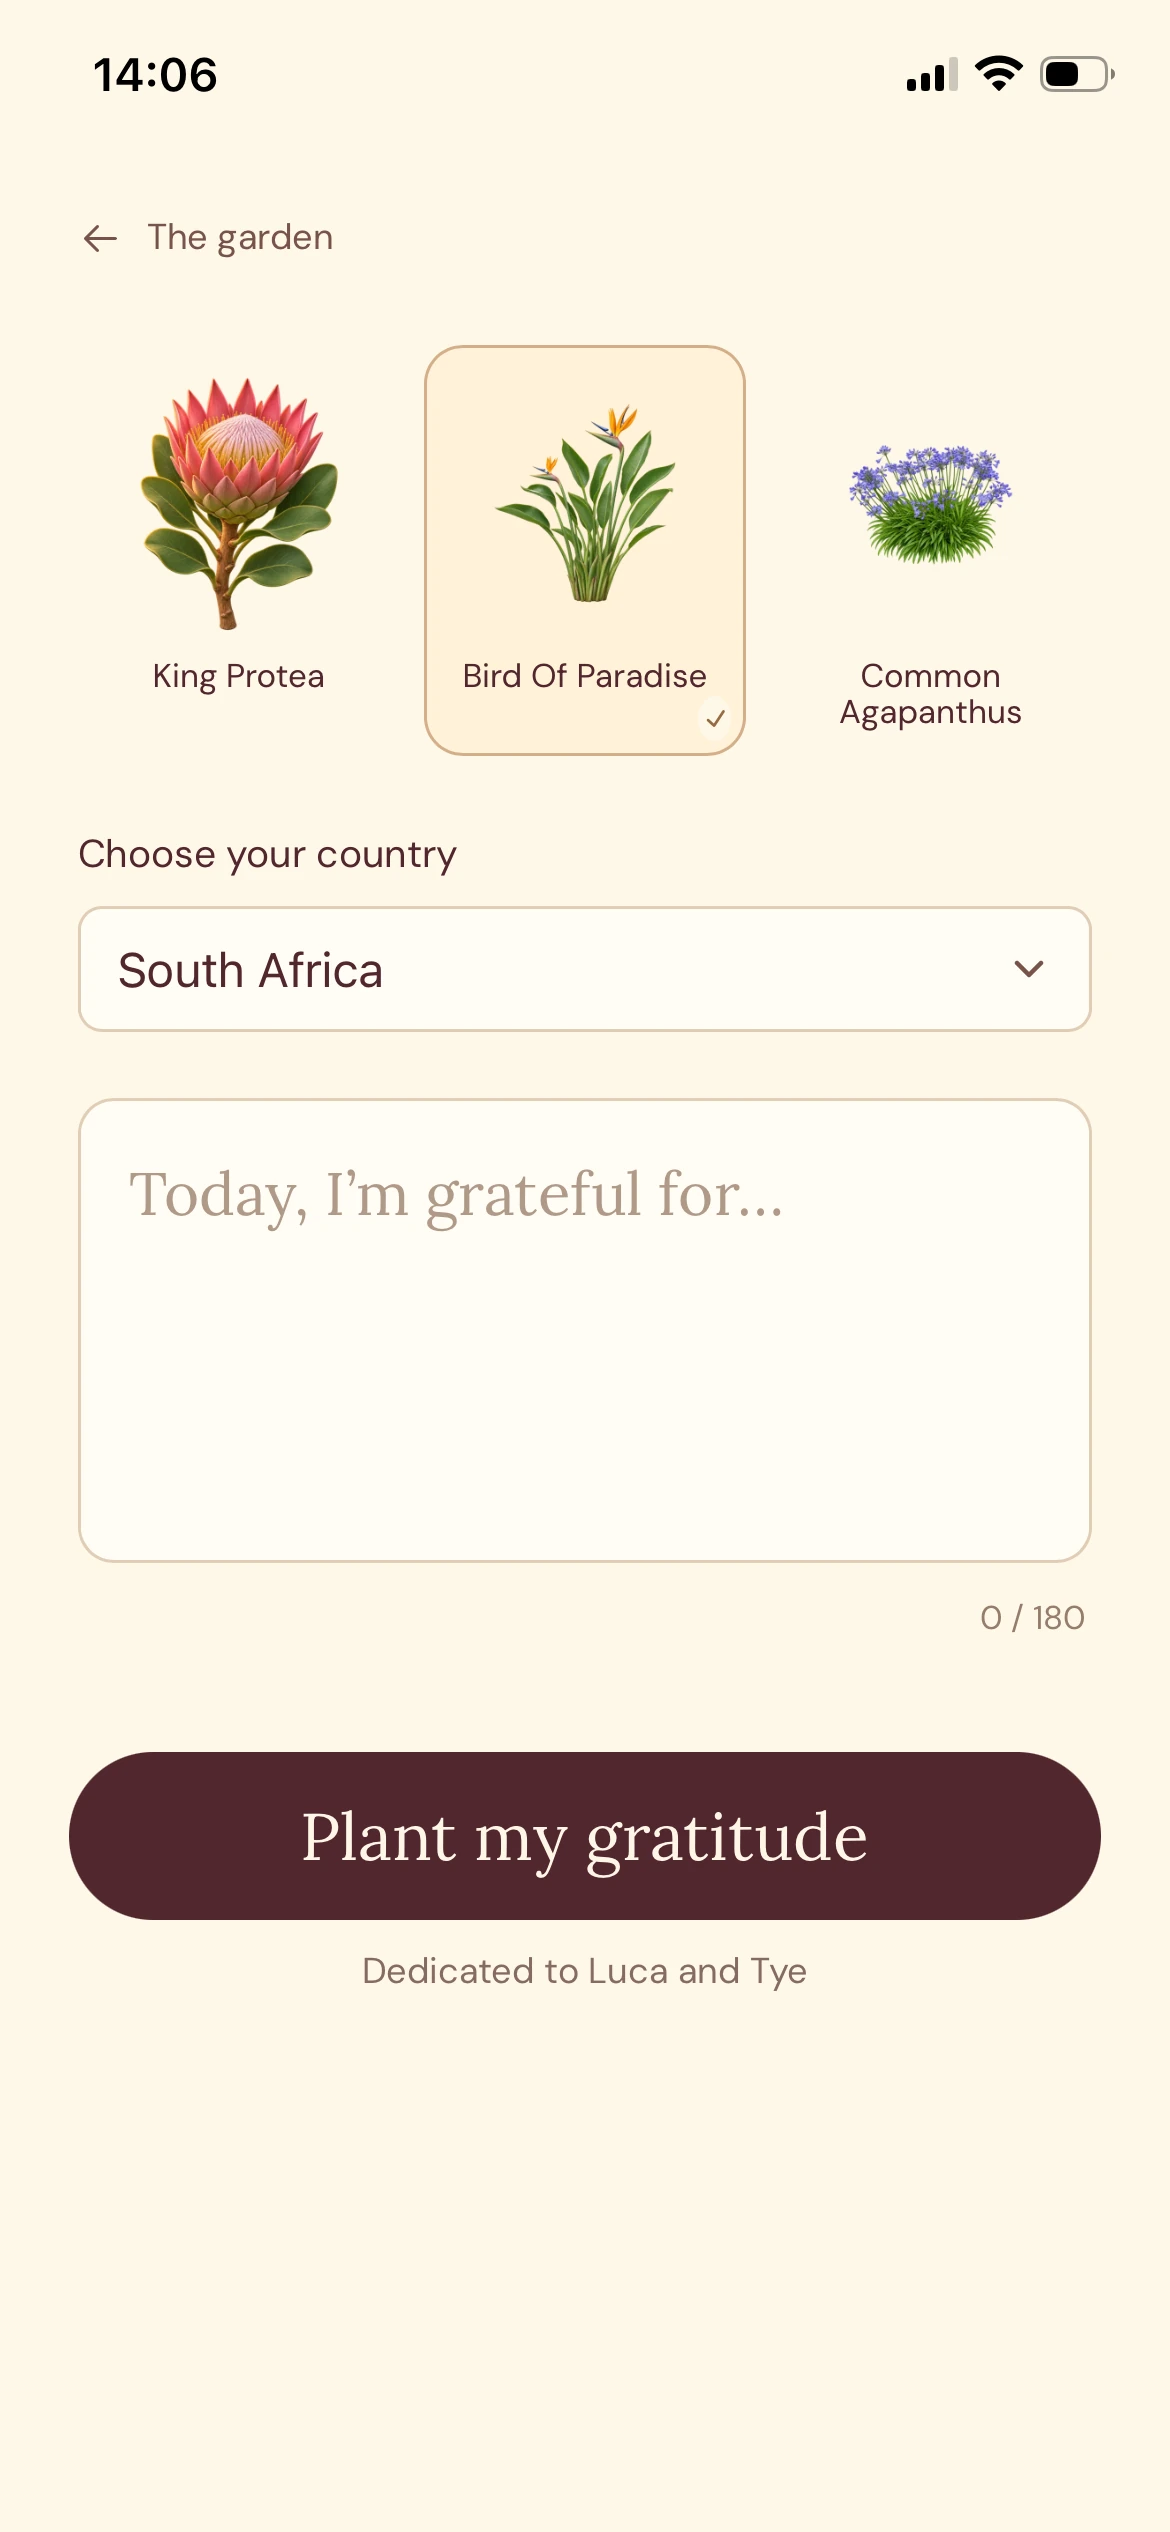 14:06
The garden
King Protea
Bird Of Paradise
Common
Agapanthus
Choose your country
South Africa
Today, I’m grateful for...
0 / 180
Plant my gratitude
Dedicated to Luca and Tye